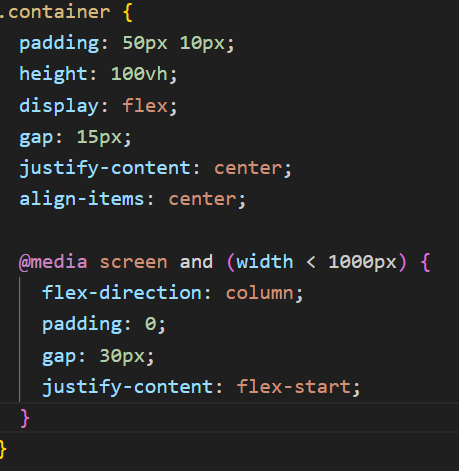 .container {
padding: 50px 10px;
height: 100vh;
display: flex;
gap: 15px;
justify-content: center;
align-items: center;
@media screen and (width < 1000px) {
flex-direction: column;
padding: 0;
gap: 30px;
justify-content: flex-start;
}
}